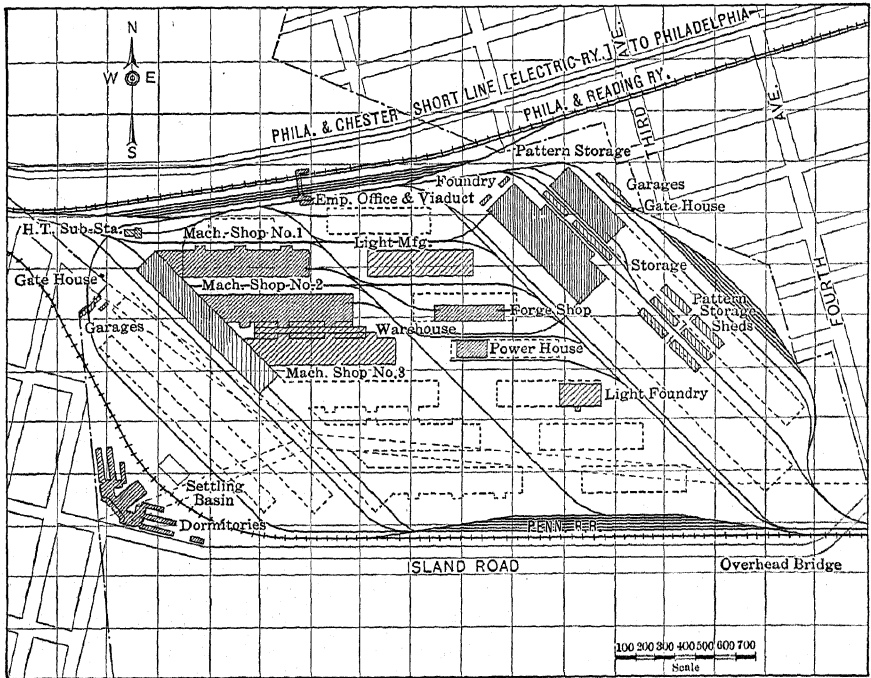 N
W E
S
PHILA. & CHESTER SHORT LINE [ELECTRIC-RY.] TO PHILADELPHIA
PHILA. & READING RY.
THIRD AVE.
FOURTH AVE.
Pattern Storage
Foundry
Garages
Emp. Office & Viaduct
Gate House
H.T. Sub-Sta.
Mach. Shop No.1
Light Mfg.
Storage
Gate House
Mach. Shop No.2
Pattern
Storage
Sheds
Forge Shop
Garages
Warehouse
Power House
Mach. Shop No.3
Light Foundry
Settling
Basin
Dormitories
PENN. R.R.
ISLAND ROAD
Overhead Bridge
100 200 300 400 500 600 700
Scale